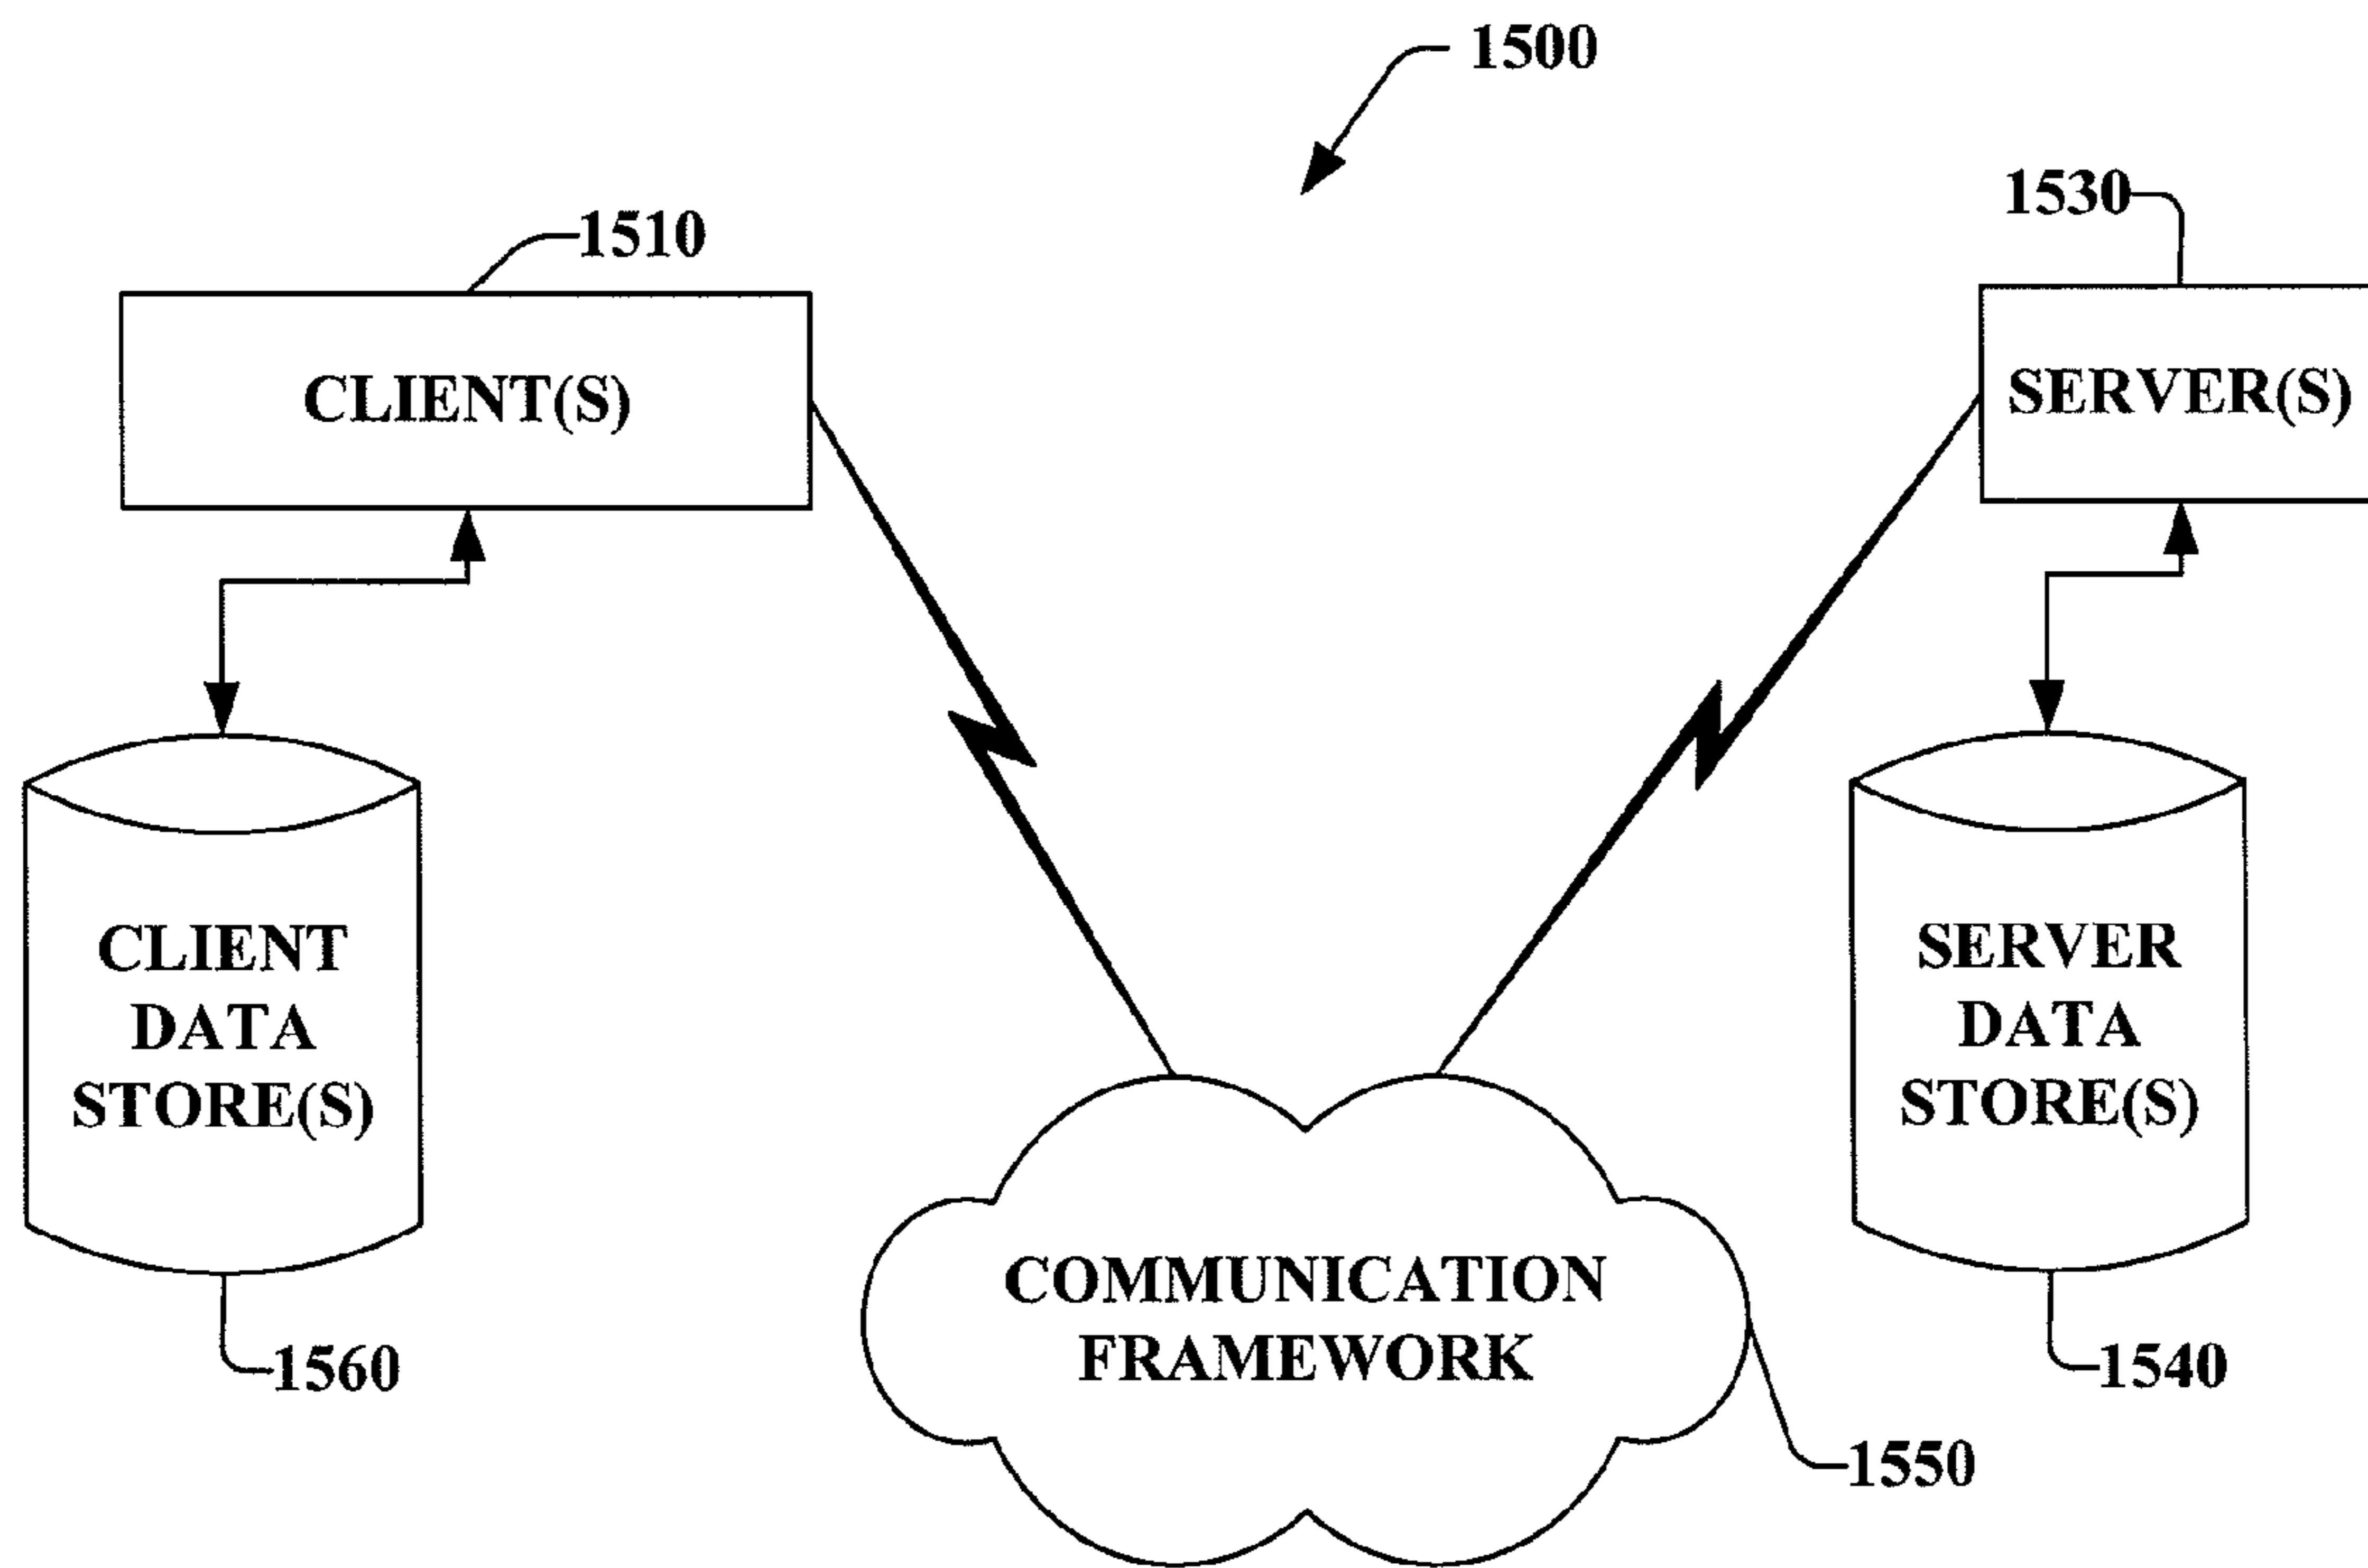 1500
1510
1530
CLIENT(S)
SERVER(S)
CLIENT
DATA
STORE(S)
SERVER
DATA
STORE(S)
COMMUNICATION
FRAMEWORK
1560
1540
1550